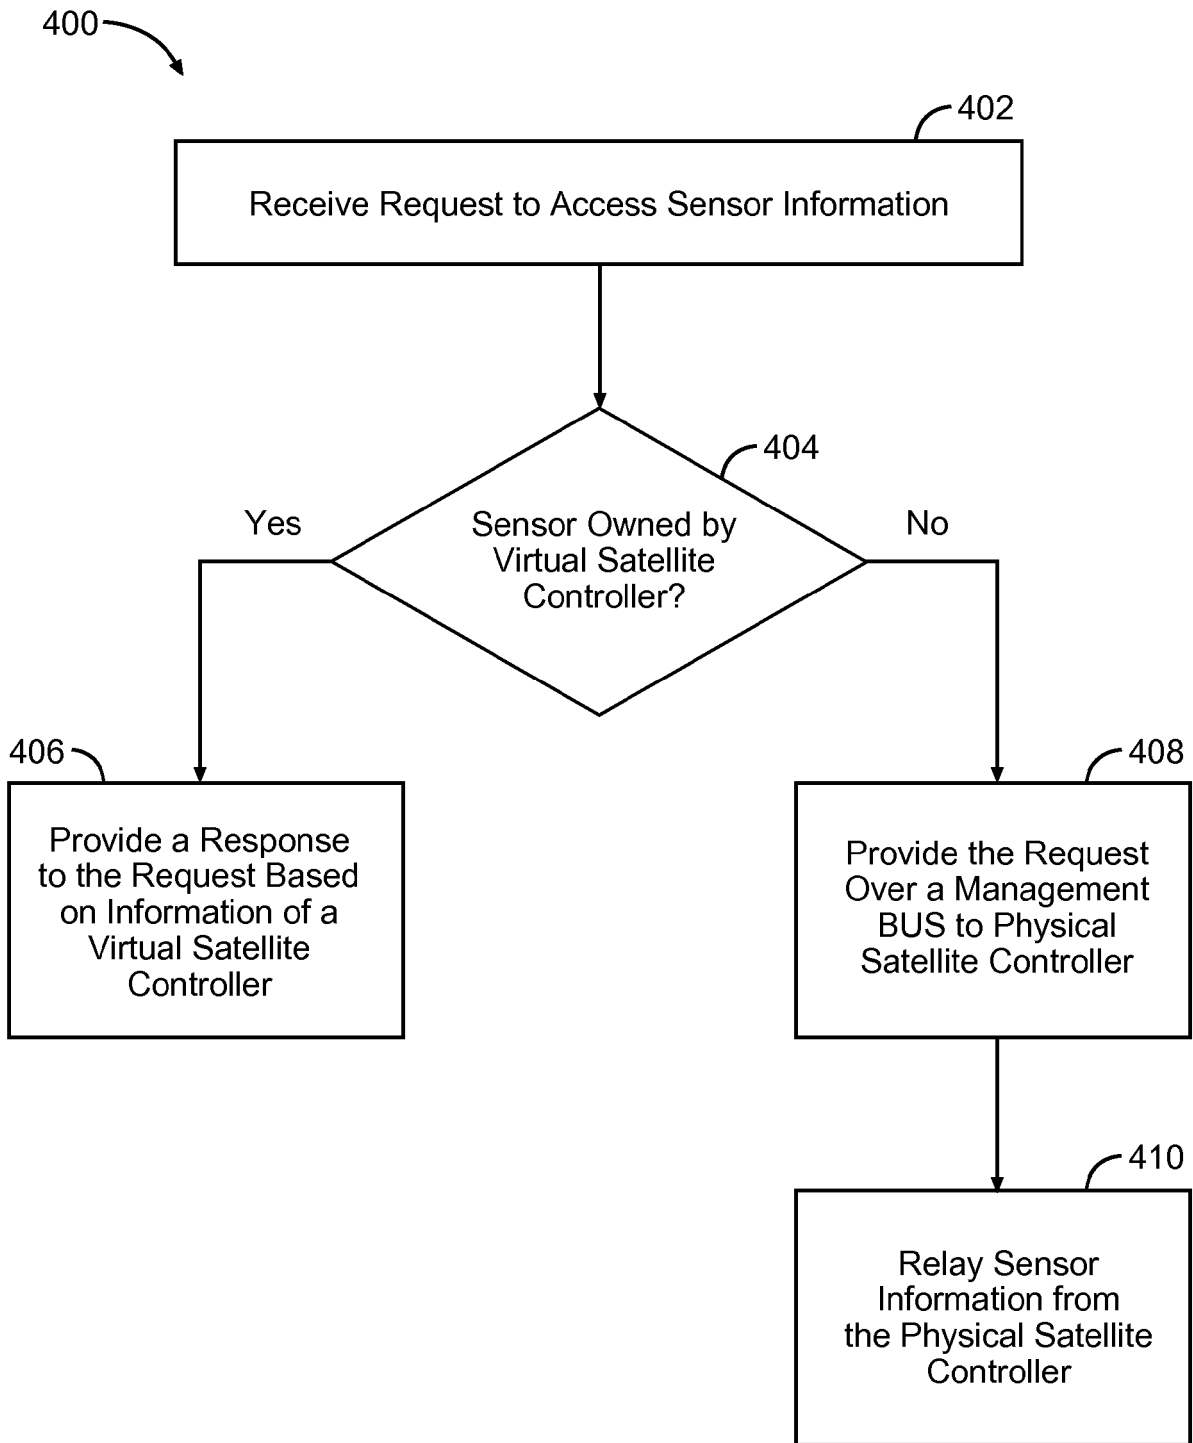 400
402
Receive Request to Access Sensor Information
404
Yes
Sensor Owned by
Virtual Satellite
Controller?
No
406
Provide a Response
to the Request Based
on Information of a
Virtual Satellite
Controller
408
Provide the Request
Over a Management
BUS to Physical
Satellite Controller
410
Relay Sensor
Information from
the Physical Satellite
Controller